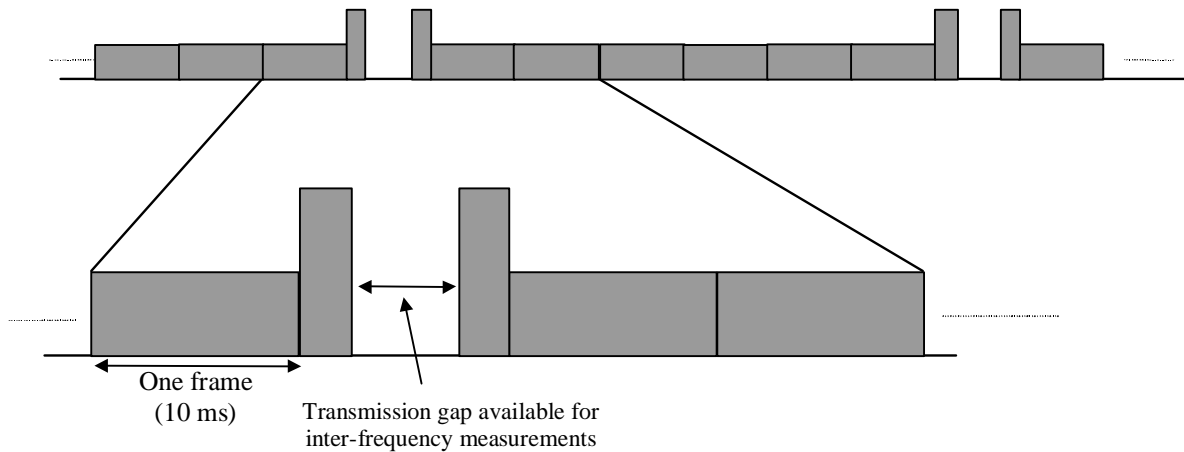 One frame
(10 ms)
Transmission gap available for
inter-frequency measurements